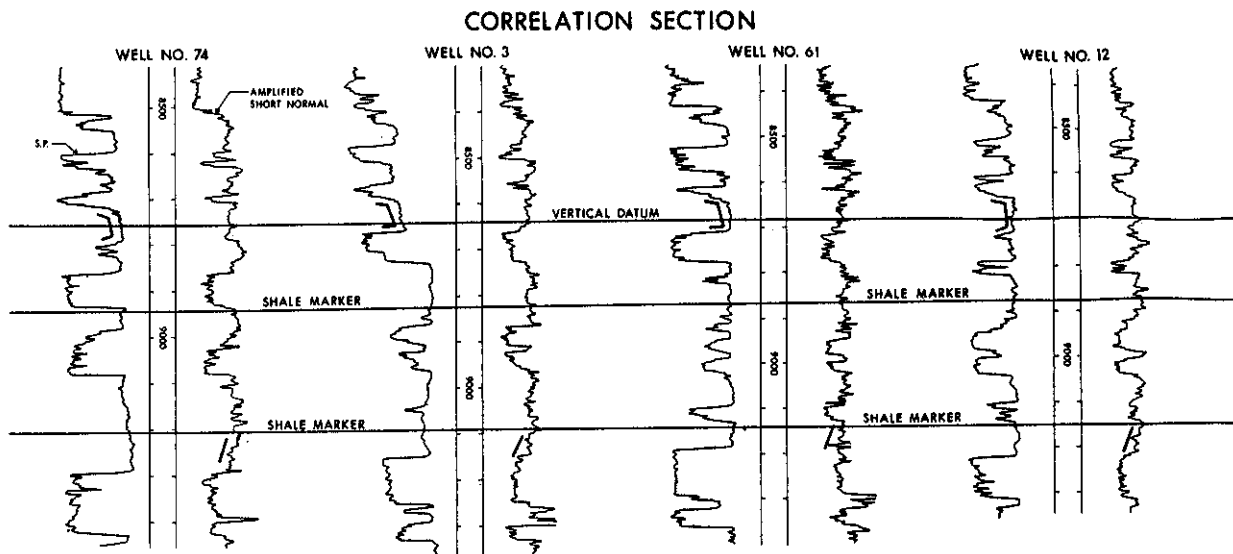 CORRELATION SECTION
WELL NO. 74
WELL NO. 3
WELL NO. 61
WELL NO. 12
AMPLIFIED
SHORT NORMAL
S.P.
8500
8500
8500
8500
VERTICAL DATUM
SHALE MARKER
SHALE MARKER
9000
9000
9000
9000
SHALE MARKER
SHALE MARKER